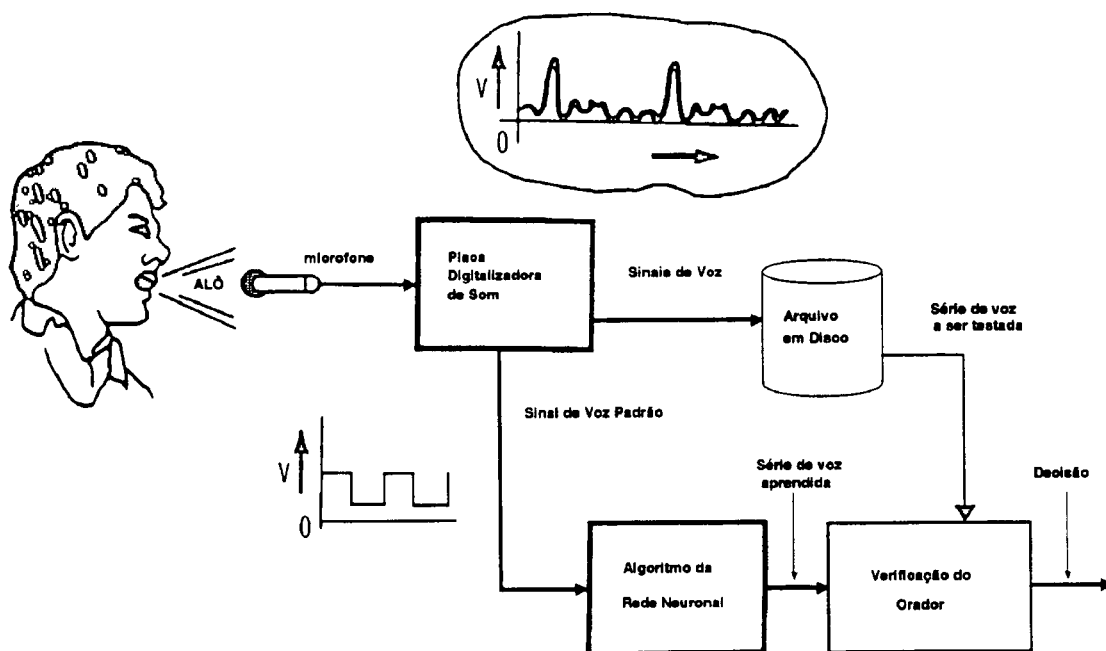 V
0
ALÔ
microfone
Placa
Digitalizadora
de Som
Sinais de Voz
Arquivo
em Disco
Série de voz
a ser testada
Sinal de Voz Padrão
V
0
Série de voz
aprendida
Decisão
Algoritmo da
Rede Neuronal
Verificação do
Orador